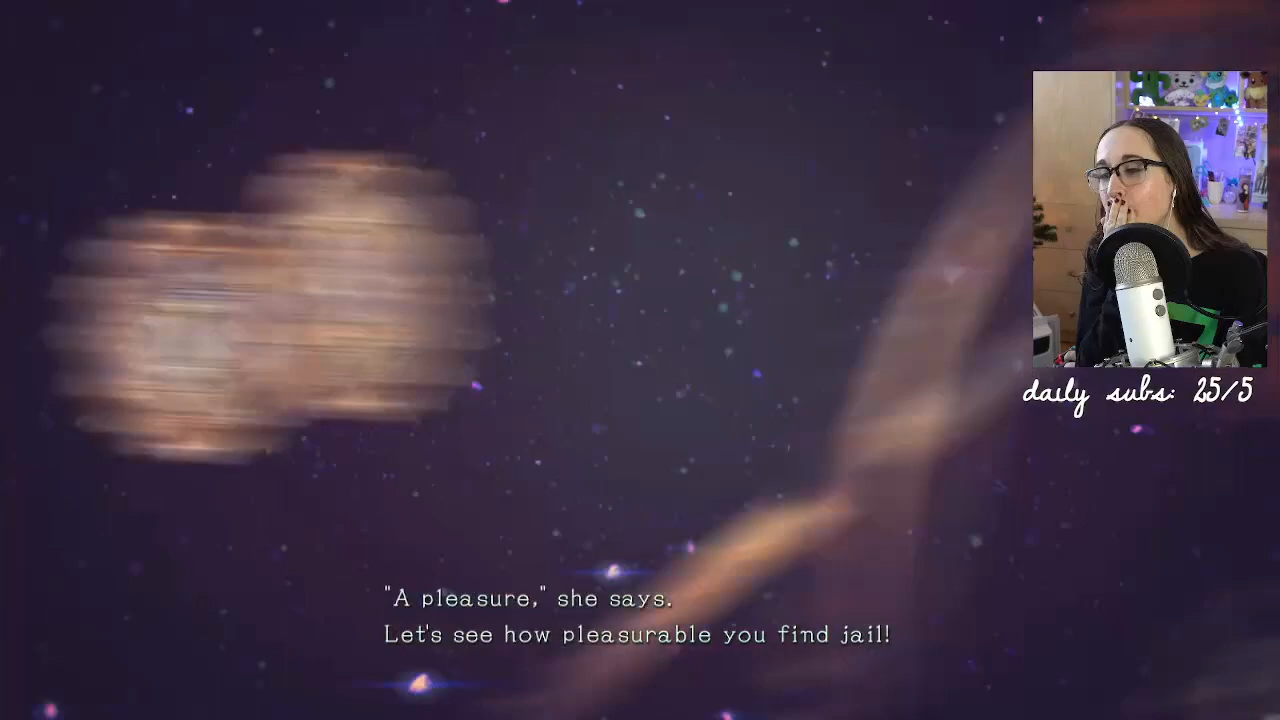 daily subs: 25/5
"A pleasure," she says.
Let's see how pleasurable you find jail!